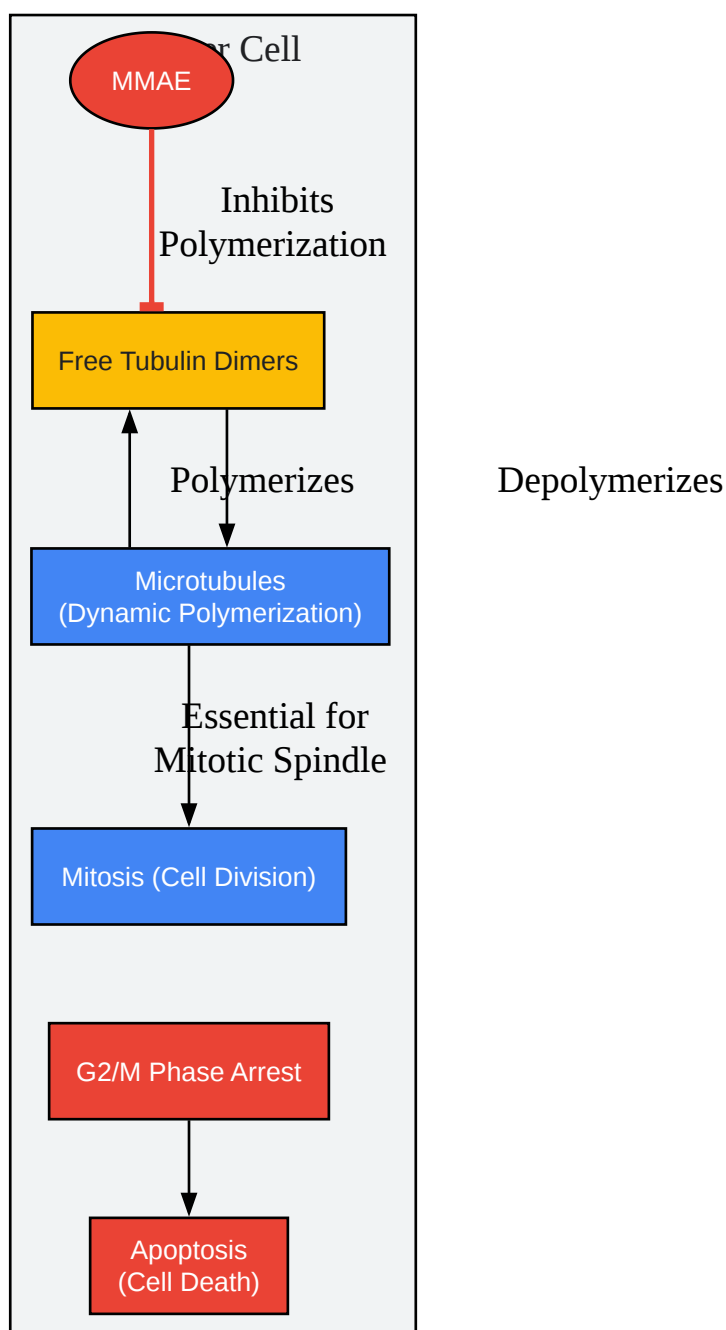 Cell
MMAE
Inhibits
Polymerization
Free Tubulin Dimers
Polymerizes
Depolymerizes
Microtubules
(Dynamic Polymerization)
Essential for
Mitotic Spindle
Mitosis (Cell Division)
G2/M Phase Arrest
Apoptosis
(Cell Death)